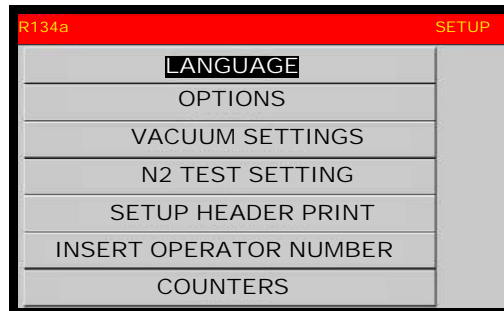 R134a SETUP
LANGUAGE
OPTIONS
VACUUM SETTINGS
N2 TEST SETTING
SETUP HEADER PRINT
INSERT OPERATOR NUMBER
COUNTERS